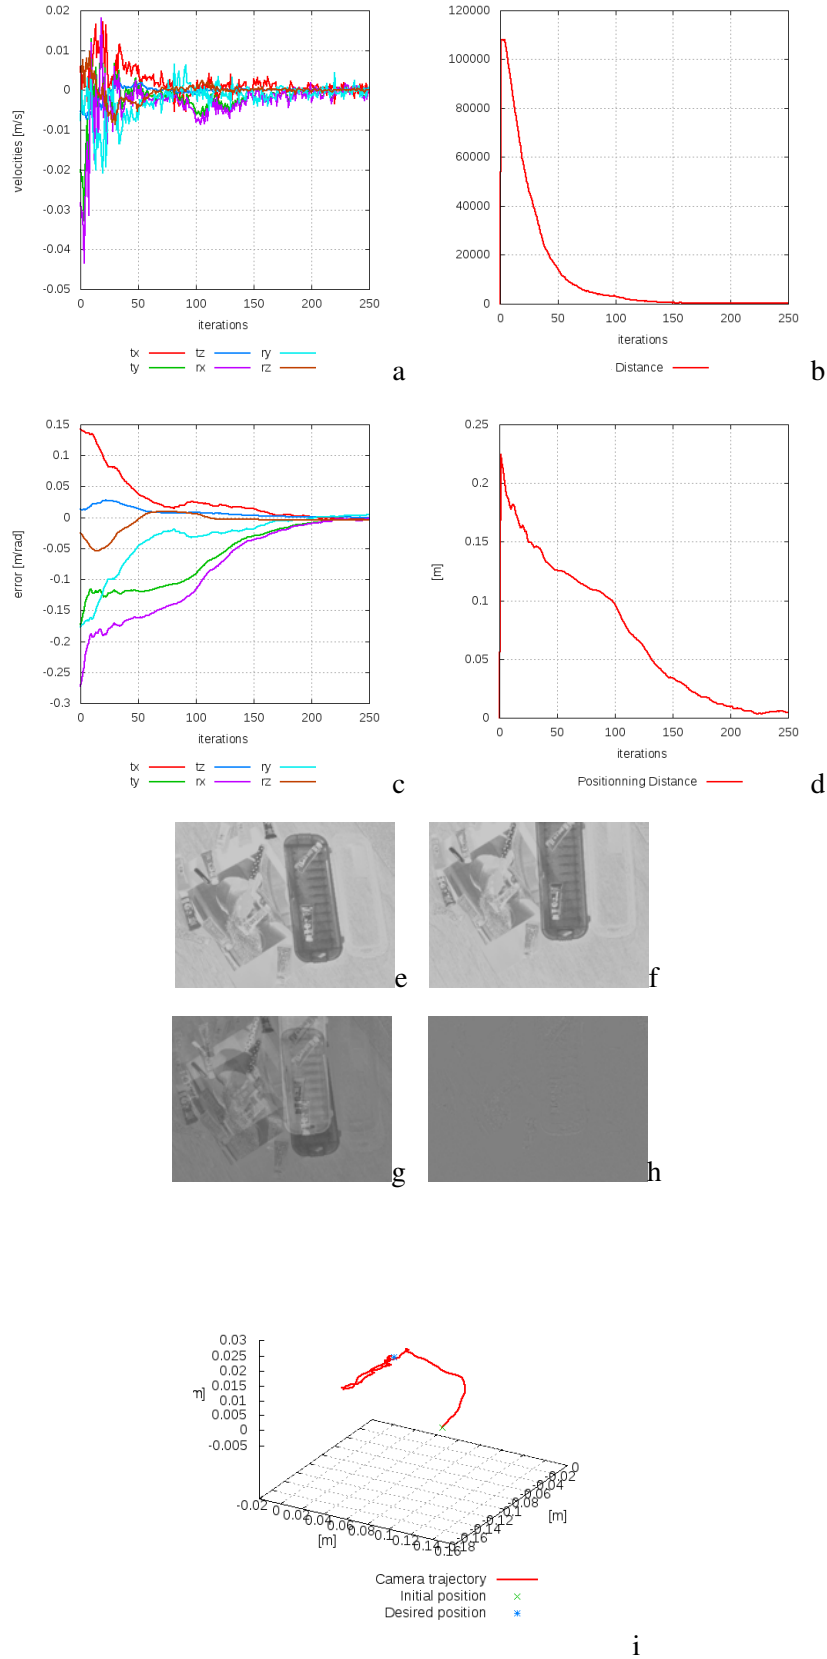 0.02
0.01
0
-0.01
-0.02
-0.03
-0.04
-0.05
velocities [m/s]
0 50 100 150 200 250
iterations
tx tz ry
ty rx rz
a
120000
100000
80000
60000
40000
20000
0
0 50 100 150 200 250
iterations
Distance
b
0.15
0.1
0.05
0
-0.05
-0.1
-0.15
-0.2
-0.25
-0.3
error [m/rad]
0 50 100 150 200 250
iterations
tx tz ry
ty rx rz
c
0.25
0.2
0.15
0.1
0.05
0
[m]
0 50 100 150 200 250
iterations
Positionning Distance
d
e
f
g
h
0.03
0.025
0.02
0.015
0.01
0.005
0
-0.005
-0.02 0 0.02 0.04 0.06 0.08 0.1 0.12 0.14 0.16
[m]
0
-0.02
-0.04
-0.06
-0.08
-0.1
-0.12
-0.14
-0.16
-0.18
[m]
Camera trajectory
Initial position
Desired position
i